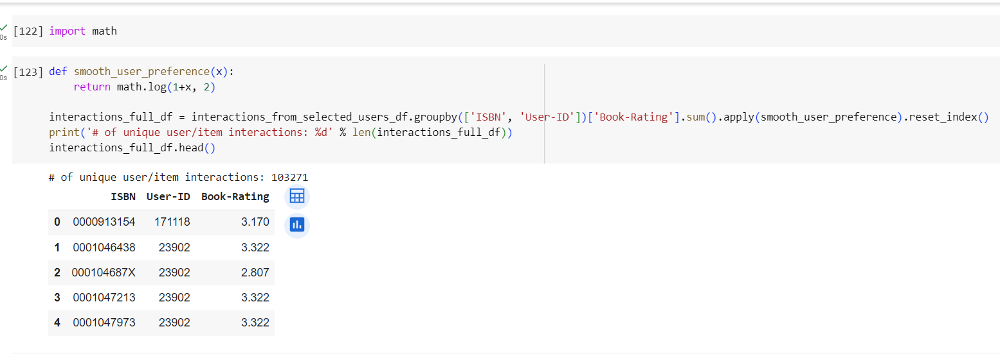 [122] import math
0s
[123] def smooth_user_preference(x):
0s
return math.log(1+x, 2)
interactions_full_df = interactions_from_selected_users_df.groupby(['ISBN', 'User-ID'])['Book-Rating'].sum().apply(smooth_user_preference).reset_index()
print('# of unique user/item interactions: %d' % len(interactions_full_df))
interactions_full_df.head()
# of unique user/item interactions: 103271
ISBN User-ID Book-Rating
0 0000913154 171118 3.170
1 0001046438 23902 3.322
2 000104687X 23902 2.807
3 0001047213 23902 3.322
4 0001047973 23902 3.322